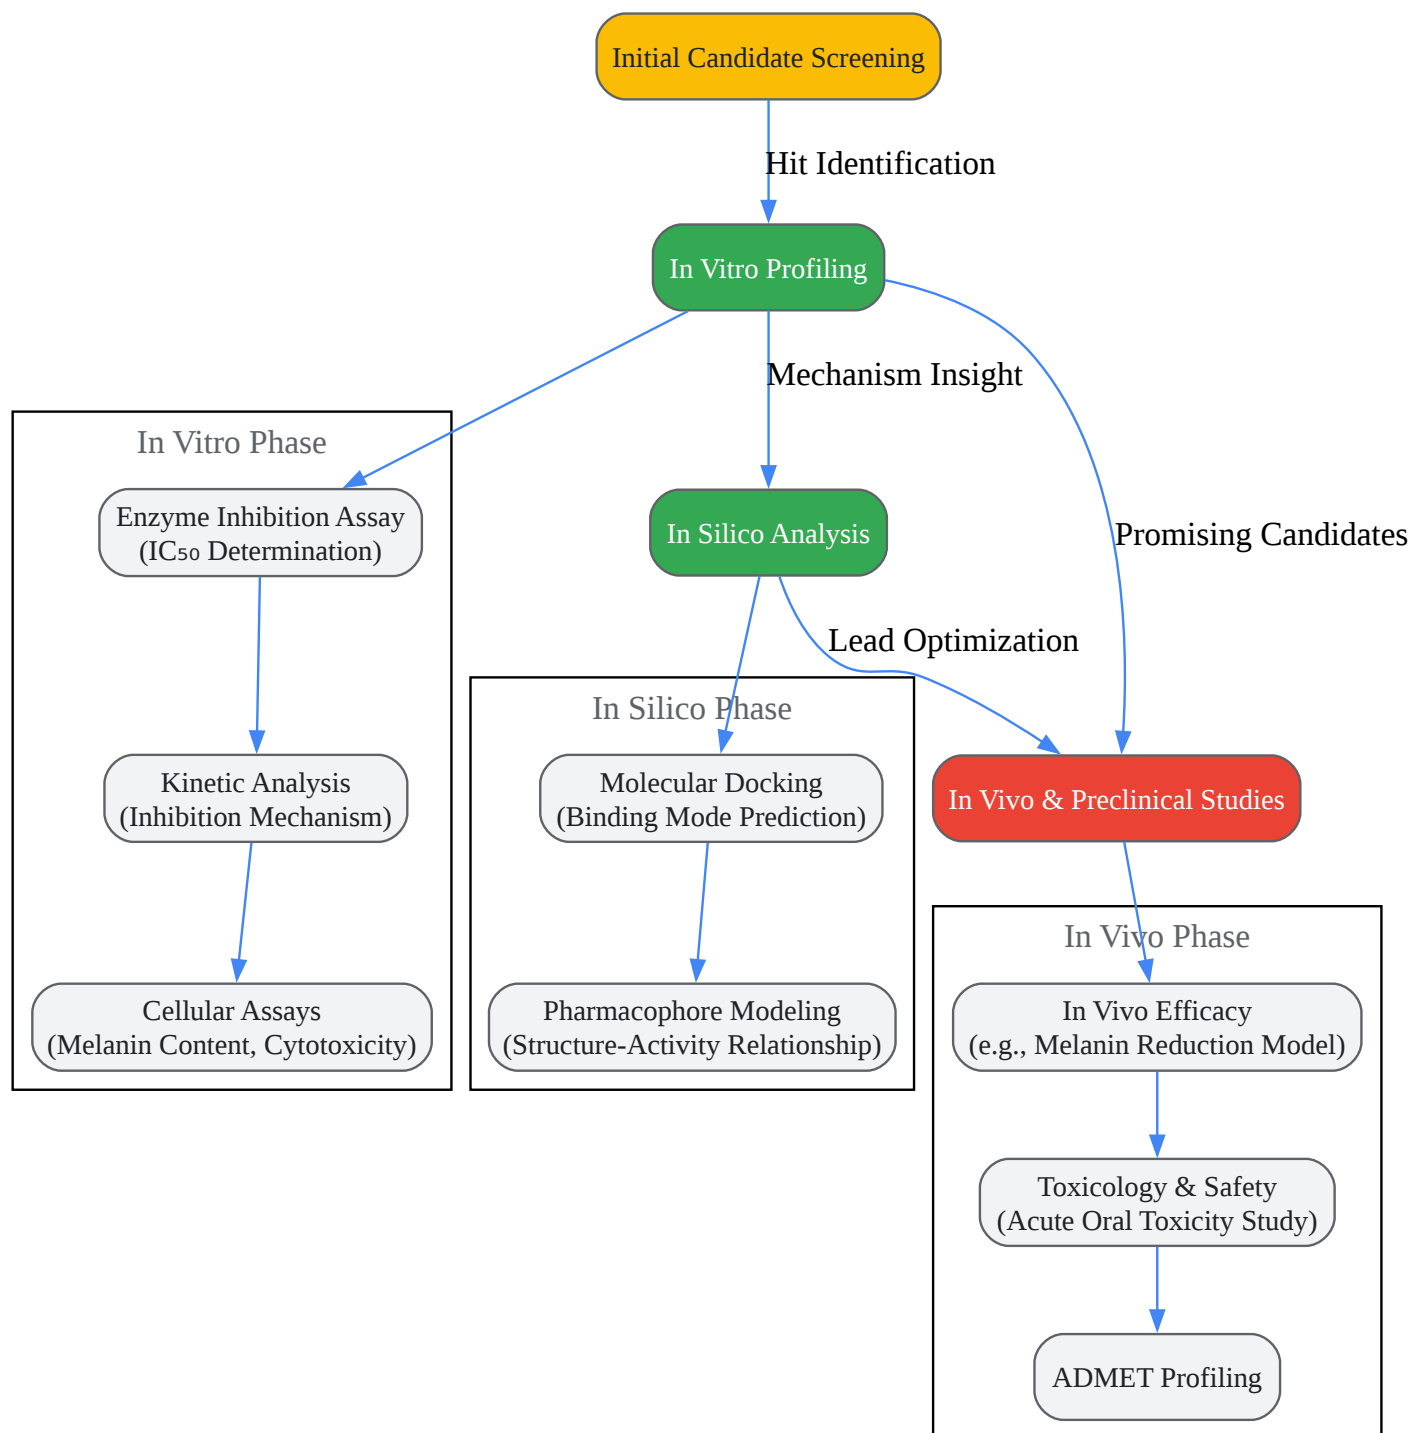 Initial Candidate Screening
Hit Identification
In Vitro Profiling
Mechanism Insight
In Vitro Phase
Enzyme Inhibition Assay
(IC₅₀ Determination)
In Silico Analysis
Promising Candidates
Lead Optimization
In Silico Phase
Kinetic Analysis
(Inhibition Mechanism)
Molecular Docking
(Binding Mode Prediction)
In Vivo & Preclinical Studies
In Vivo Phase
Cellular Assays
(Melanin Content, Cytotoxicity)
Pharmacophore Modeling
(Structure-Activity Relationship)
In Vivo Efficacy
(e.g., Melanin Reduction Model)
Toxicology & Safety
(Acute Oral Toxicity Study)
ADMET Profiling